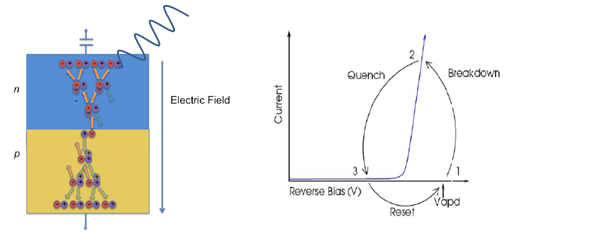 n
p
Electric Field
Current
Quench
2
Breakdown
3
1
Reverse Bias (V)
Reset
Vapd